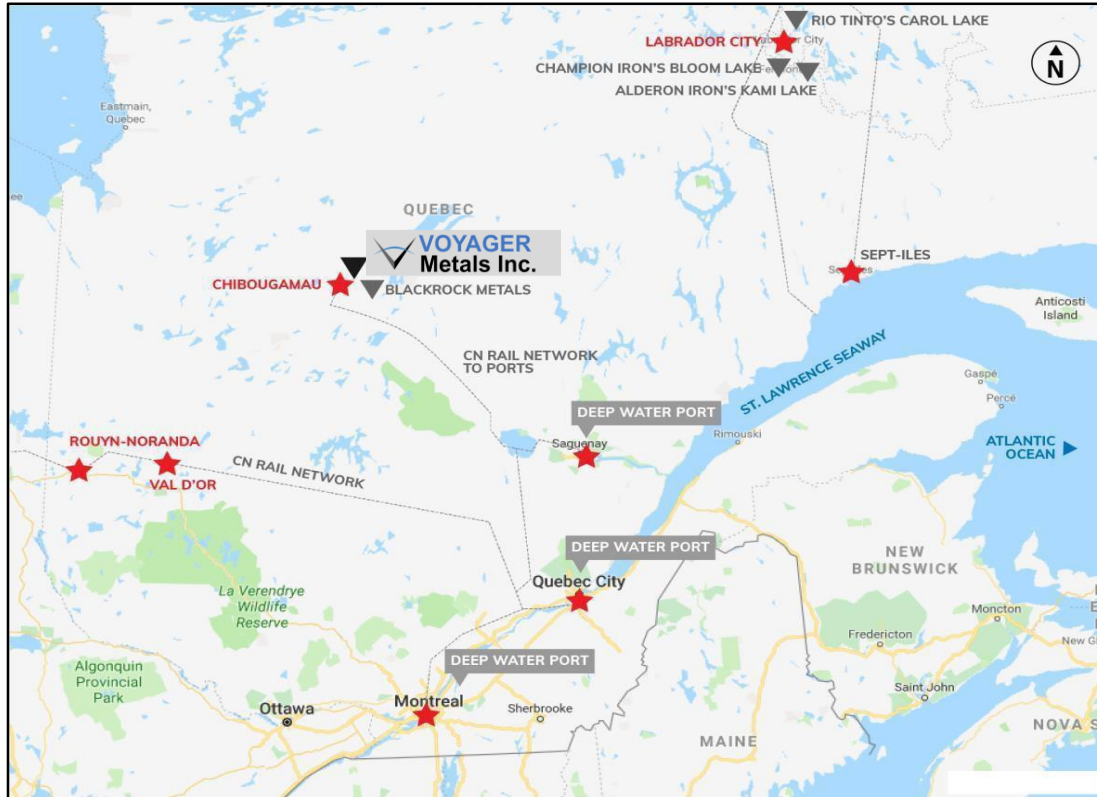 RIO TINTO'S CAROL LAKE
LABRADOR CITY
CHAMPION IRON'S BLOOM LAKE
ALDERON IRON'S KAMI LAKE
N
Eastmain,
Quebec
QUEBEC
VOYAGER
Metals Inc.
CHIBOUGAMAU
BLACKROCK METALS
SEPT-ILES
Anticosti
Island
CN RAIL NETWORK
TO PORTS
ST. LAWRENCE SEAWAY
Gaspé
Percé
DEEP WATER PORT
Saguenay
Rimouski
ATLANTIC
OCEAN
ROUYN-NORANDA
VAL D'OR
CN RAIL NETWORK
DEEP WATER PORT
Quebec City
NEW
BRUNSWICK
La Verendrye
Wildlife
Reserve
Moncton
Fredericton
Algonquin
Provincial
Park
DEEP WATER PORT
Montreal
Ottawa
Sherbrooke
Saint John
MAINE
NOVA S